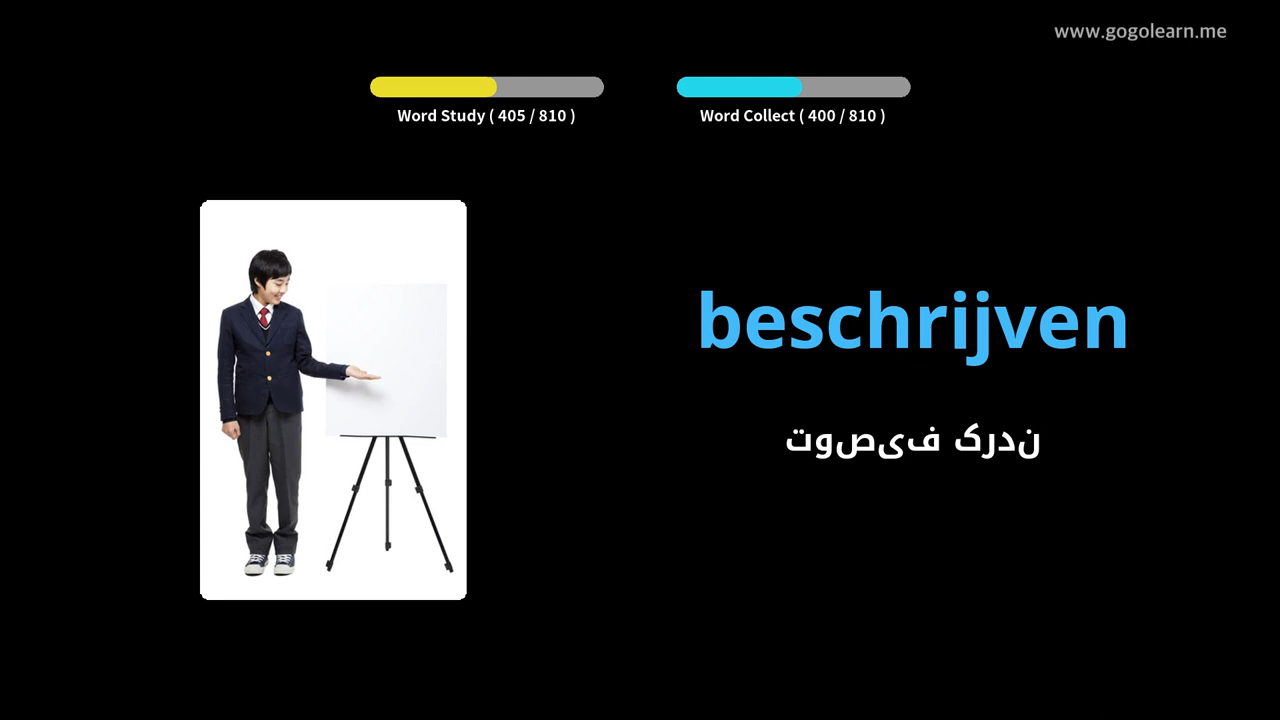 www.gogolearn.me
Word Study ( 405 / 810 )
Word Collect ( 400 / 810 )
beschrijven
توصیف کردن